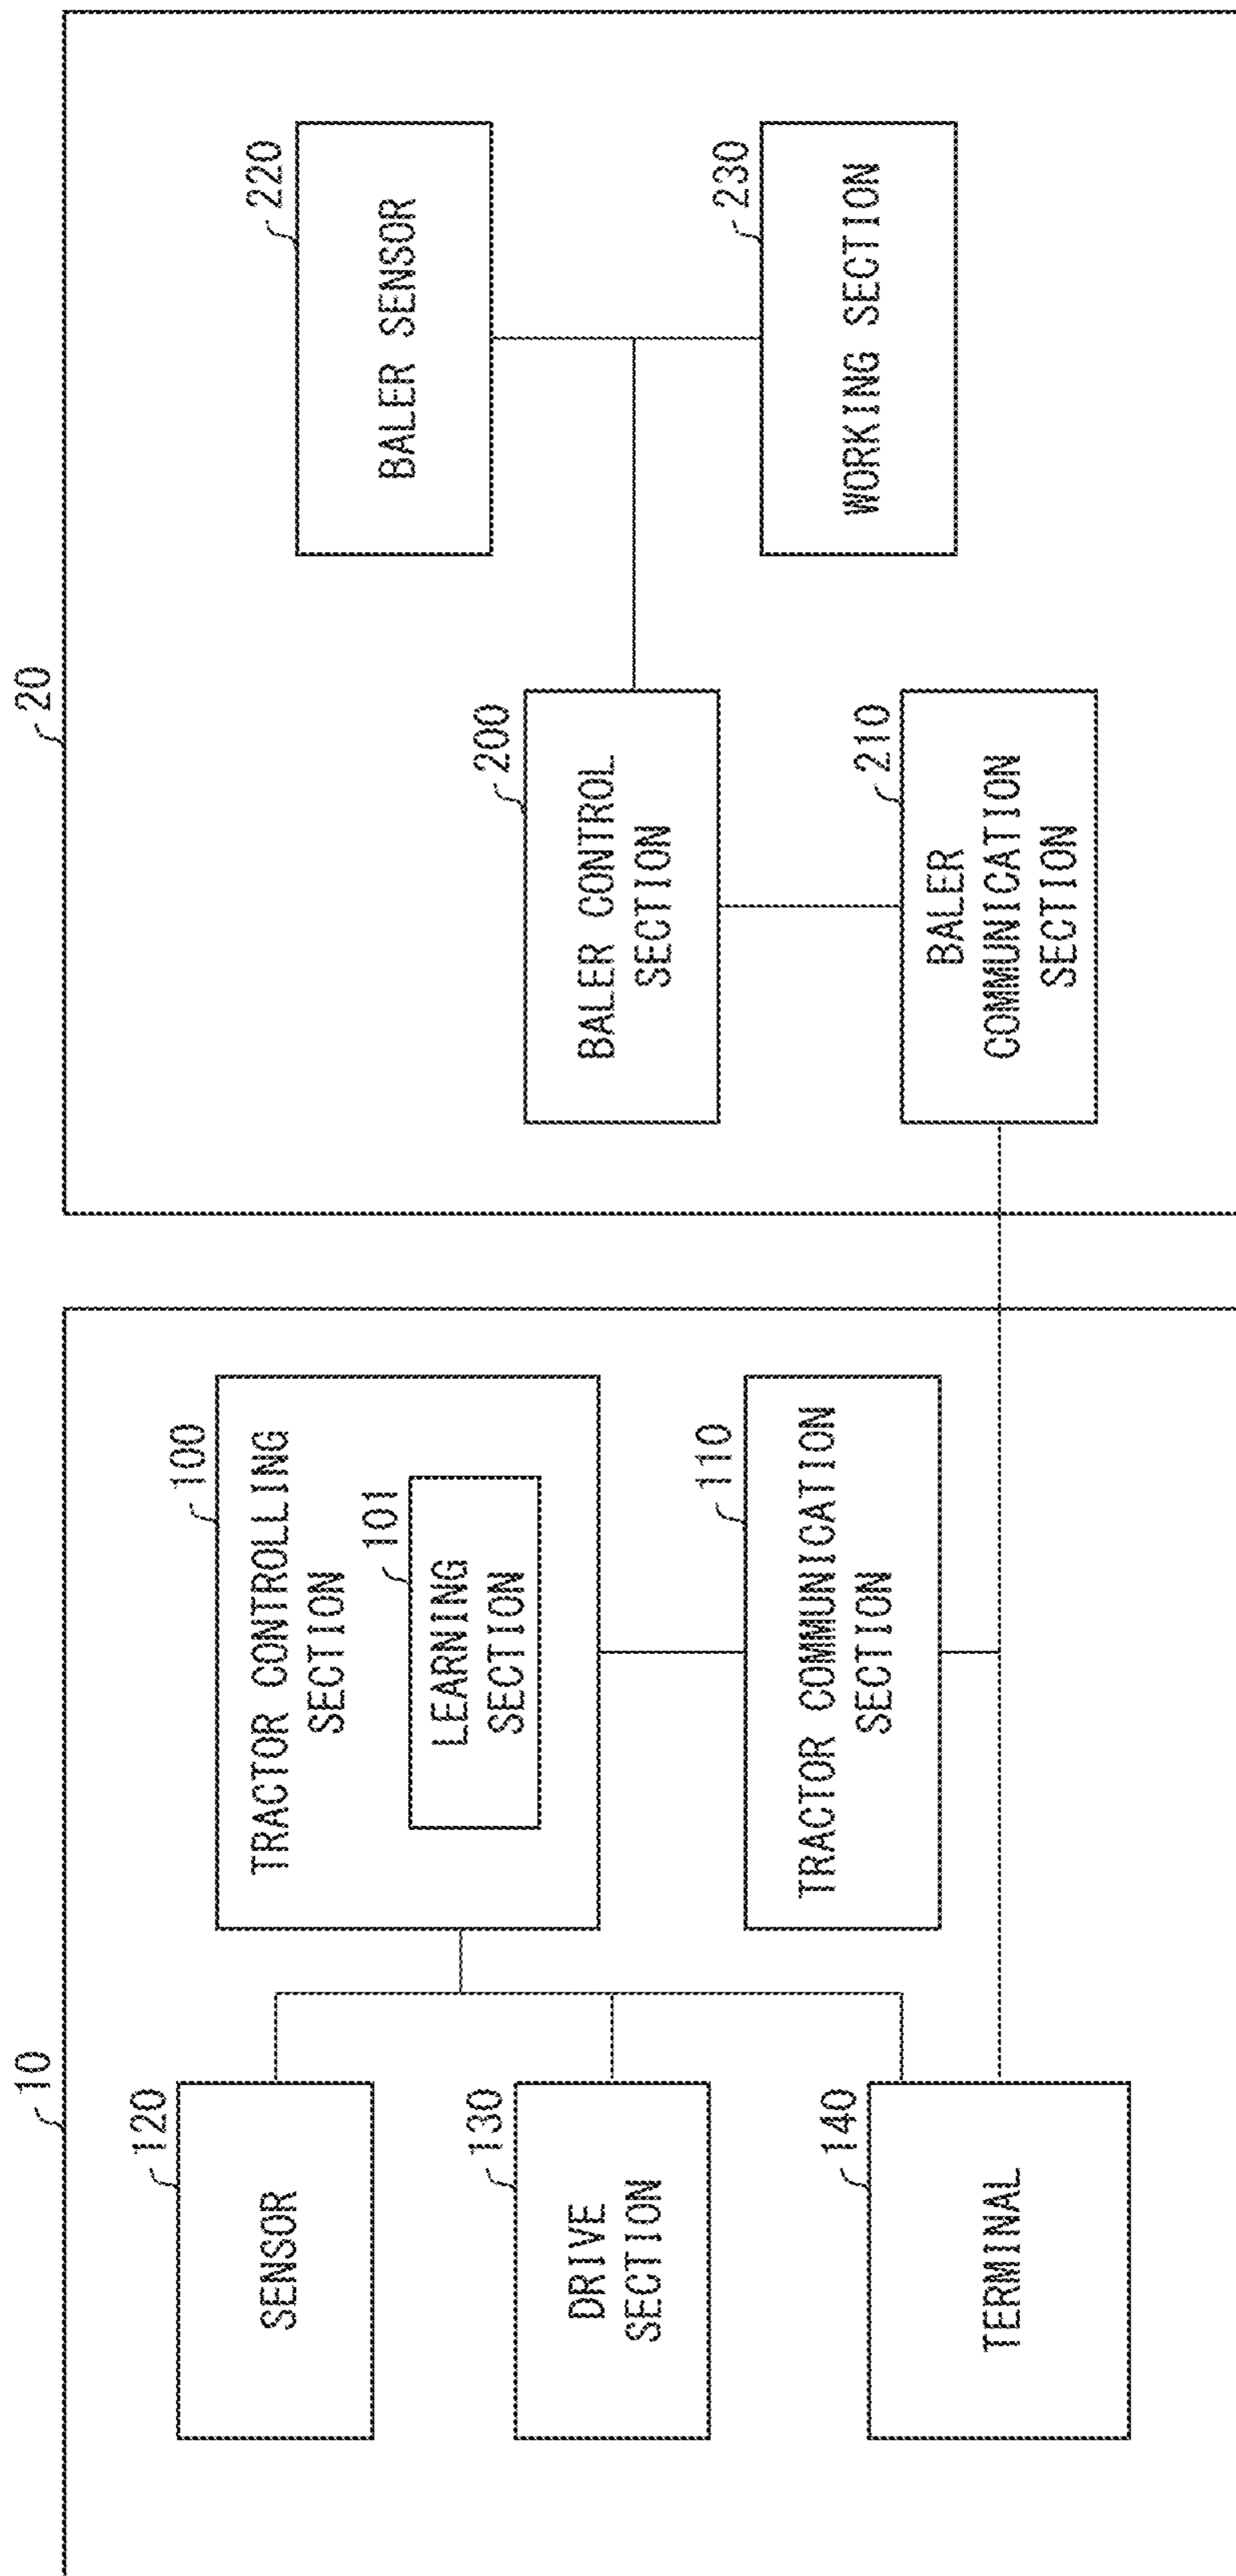 10
120
SENSOR
130
DRIVE
SECTION
140
TERMINAL
100
TRACTOR CONTROLLING
SECTION
101
LEARNING
SECTION
110
TRACTOR COMMUNICATION
SECTION
20
200
BALER CONTROL
SECTION
210
BALER
COMMUNICATION
SECTION
220
BALER SENSOR
230
WORKING SECTION